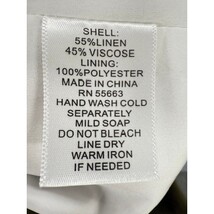 SHELL:
55%LINEN
45% VISCOSE
LINING:
100%POLYESTER
MADE IN CHINA
RN 55663
HAND WASH COLD
SEPARATELY
MILD SOAP
DO NOT BLEACH
LINE DRY
WARM IRON
IF NEEDED